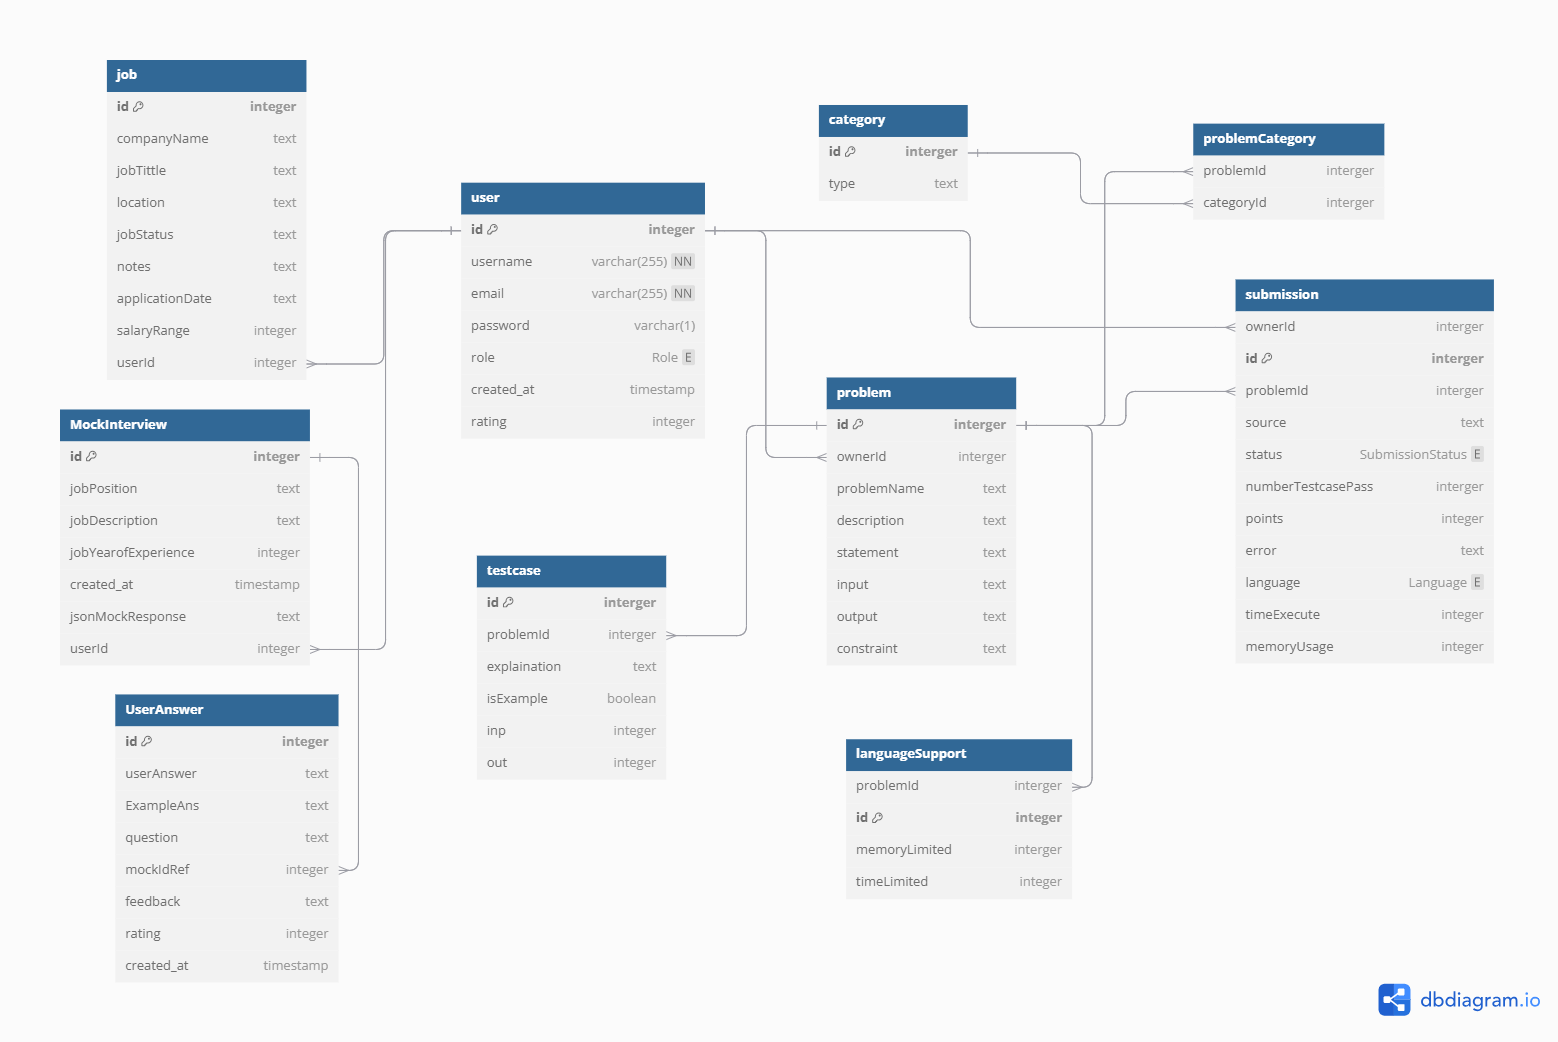 job
id integer
companyName text
jobTittle text
location text
jobStatus text
notes text
applicationDate text
salaryRange integer
userId integer
MockInterview
id integer
jobPosition text
jobDescription text
jobYearofExperience integer
created_at timestamp
jsonMockResponse text
userId integer
UserAnswer
id integer
userAnswer text
ExampleAns text
question text
mockIdRef integer
feedback text
rating integer
created_at timestamp
user
id integer
username varchar(255) NN
email varchar(255) NN
password varchar(1)
role Role E
created_at timestamp
rating integer
testcase
id interger
problemId interger
explaination text
isExample boolean
inp integer
out integer
category
id interger
type text
problem
id interger
ownerId interger
problemName text
description text
statement text
input text
output text
constraint text
languageSupport
problemId interger
id integer
memoryLimited interger
timeLimited integer
problemCategory
problemId interger
categoryId interger
submission
ownerId interger
id interger
problemId interger
source text
status SubmissionStatus E
numberTestcasePass interger
points integer
error text
language Language E
timeExecute integer
memoryUsage integer
dbdiagram.io